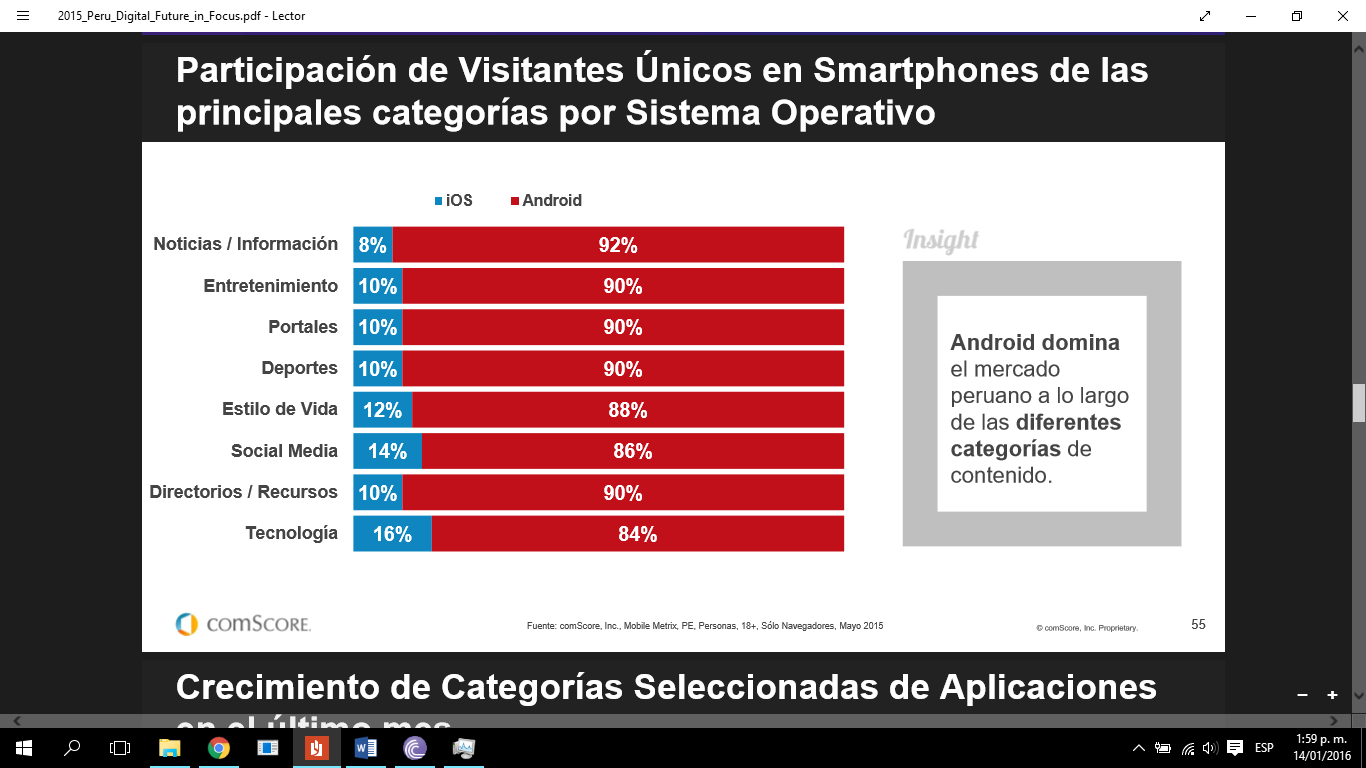 2015_Peru_Digital_Future_in_Focus.pdf - Lector
Participación de Visitantes Únicos en Smartphones de las
principales categorías por Sistema Operativo
iOS Android
Noticias / Información 8% 92%
Entretenimiento 10% 90%
Portales 10% 90%
Deportes 10% 90%
Estilo de Vida 12% 88%
Social Media 14% 86%
Directorios / Recursos 10% 90%
Tecnología 16% 84%
Insight
Android domina
el mercado
peruano a lo largo
de las diferentes
categorías de
contenido.
comScore.
Fuente: comScore, Inc., Mobile Metrix, PE, Personas, 18+, Sólo Navegadores, Mayo 2015
© comScore, Inc. Proprietary.
55
Crecimiento de Categorías Seleccionadas de Aplicaciones
en el último mes
ESP
1:59 p. m.
14/01/2016